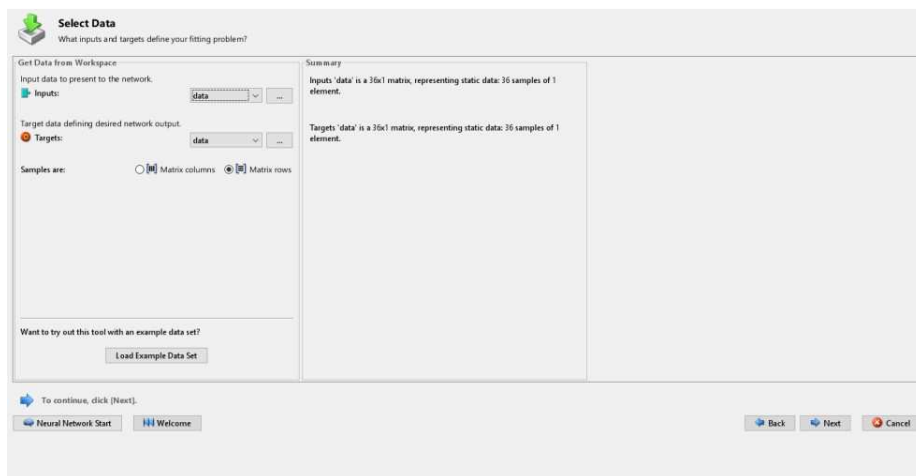 Select Data
What inputs and targets define your fitting problem?
Get Data from Workspace
Input data to present to the network.
Inputs:
data
...
Target data defining desired network output.
Targets:
data
...
Samples are:
Matrix columns
Matrix rows
Want to try out this tool with an example data set?
Load Example Data Set
Summary
Inputs 'data' is a 36x1 matrix, representing static data: 36 samples of 1
element.
Targets 'data' is a 36x1 matrix, representing static data: 36 samples of 1
element.
To continue, click [Next].
Neural Network Start
Welcome
Back
Next
Cancel